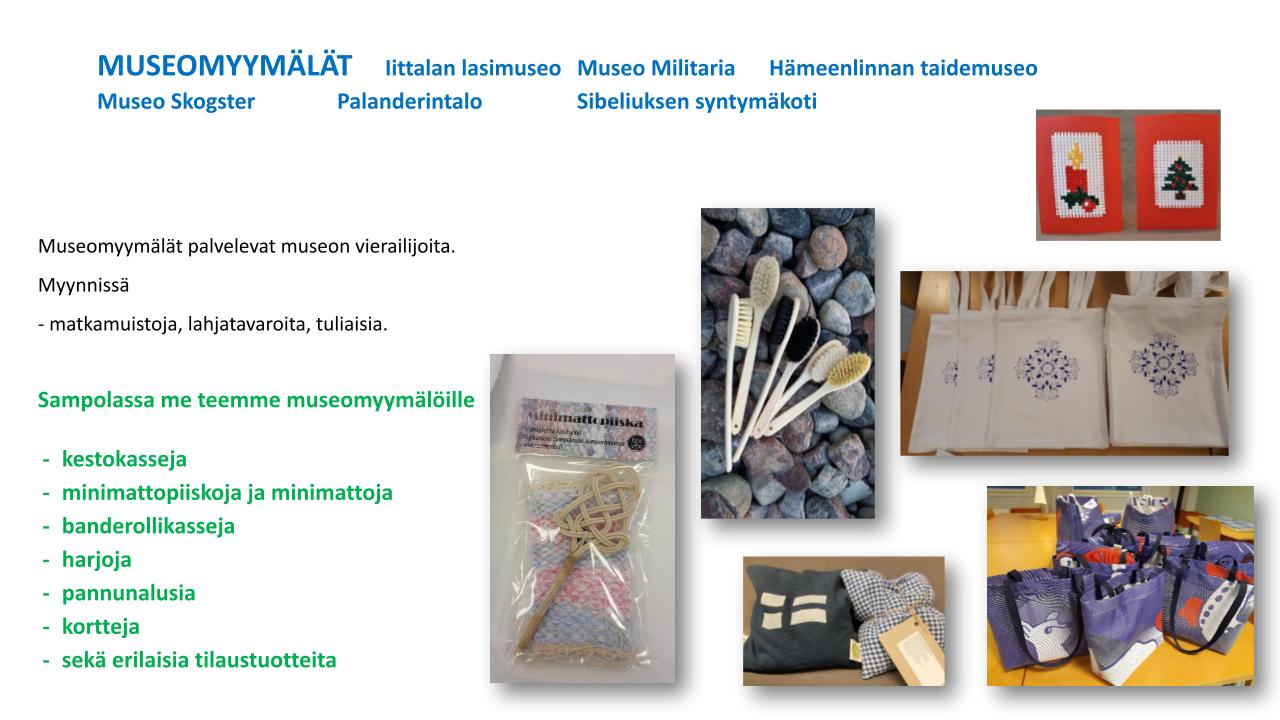 MUSEOMYYMÄLÄT Iittalan lasimuseo Museo Militaria Hämeenlinnan taidemuseo
Museo Skogster Palanderintalo Sibeliuksen syntymäkoti
Museomyymälät palvelevat museon vierailijoita.
Myynnissä
- matkamuistoja, lahjatavaroita, tuliaisia.
Sampolassa me teemme museomyymälöille
- kestokasseja
- minimattopiiskoja ja minimattoja
- banderollikasseja
- harjoja
- pannunalusia
- kortteja
- sekä erilaisia tilaustuotteita
Minimattopiiska